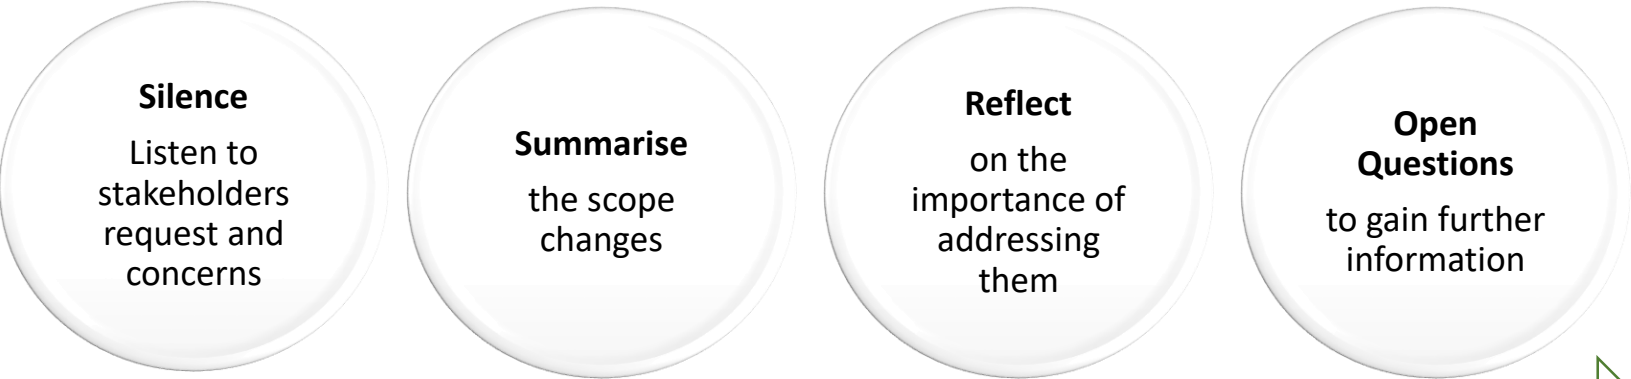 Silence
Listen to
stakeholders
request and
concerns
Summarise
the scope
changes
Reflect
on the
importance of
addressing
them
Open
Questions
to gain further
information